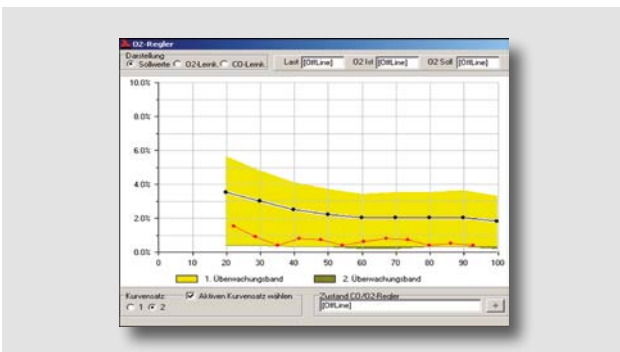 O2-Regler
Darstellung
Sollwerte O2-Lernk. CO-Lernk. Last [OffLine] O2 Ist [OffLine] O2 Soll [OffLine]
10.0%
8.0%
6.0%
4.0%
2.0%
0.0%
0 10 20 30 40 50 60 70 80 90 100
1. Überwachungsband 2. Überwachungsband
Kurvensatz Aktiven Kurvensatz wählen Zustand CO/O2-Regler
1 2 [OffLine] +